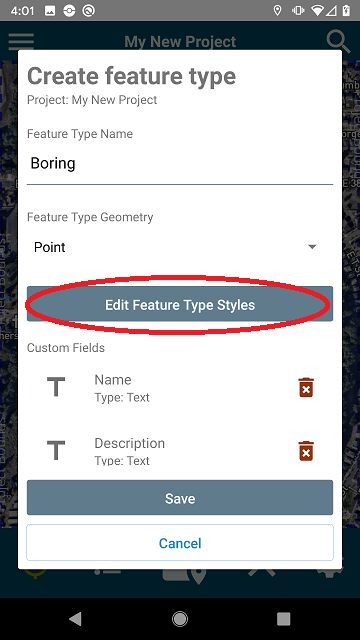 4:01
My New Project
Create feature type
Project: My New Project
Feature Type Name
Boring
Feature Type Geometry
Point
Edit Feature Type Styles
Custom Fields
T Name
Type: Text
T Description
Type: Text
Save
Cancel